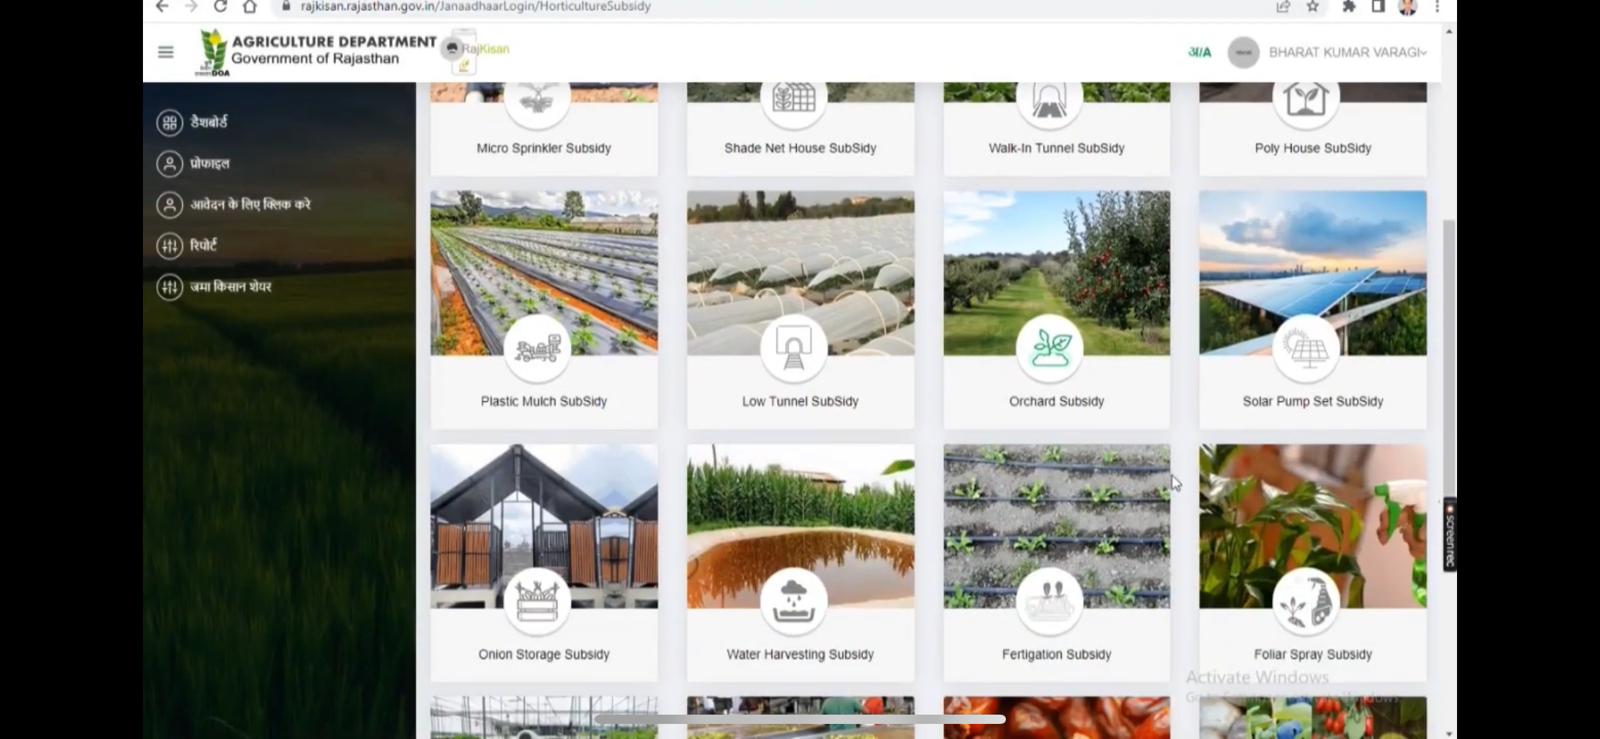 rajkisan.rajasthan.gov.in/JanaadhaarLogin/HorticultureSubsidy
AGRICULTURE DEPARTMENT
Government of Rajasthan
DOA
RajKisan
अ/A
BHARAT KUMAR VARAGI
डैशबोर्ड
प्रोफाइल
आवेदन के लिए क्लिक करे
रिपोर्ट
जमा किसान शेयर
Micro Sprinkler Subsidy
Shade Net House SubSidy
Walk-In Tunnel SubSidy
Poly House SubSidy
Plastic Mulch SubSidy
Low Tunnel SubSidy
Orchard Subsidy
Solar Pump Set SubSidy
Onion Storage Subsidy
Water Harvesting Subsidy
Fertigation Subsidy
Foliar Spray Subsidy
Activate Windows
screenrec